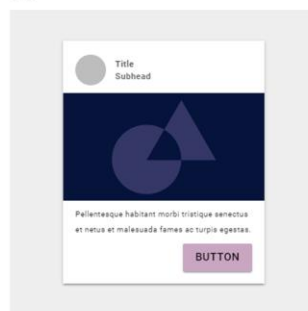 Title
Subhead
Pellentesque habitant morbi tristique senectus
et netus et malesuada fames ac turpis egestas.
BUTTON